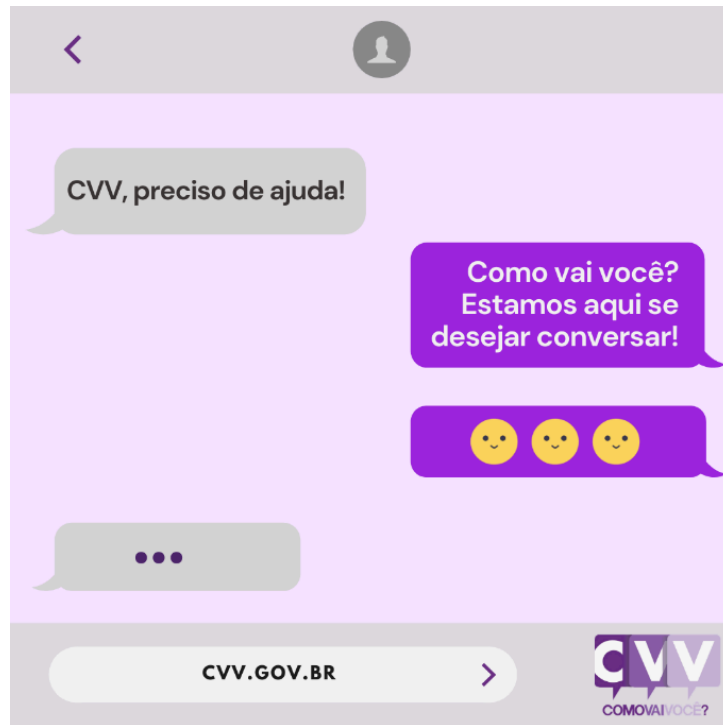 CVV, preciso de ajuda!
Como vai você?
Estamos aqui se
desejar conversar!
CVV.GOV.BR
CVV
COMOVAIVOCÊ?